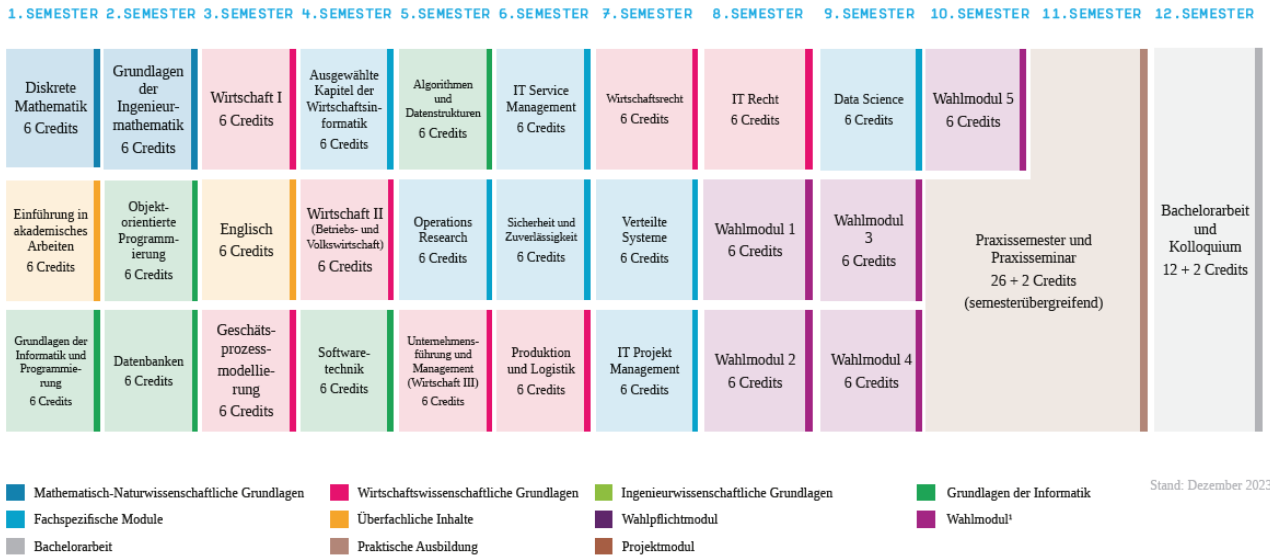 1.SEMESTER 2.SEMESTER 3.SEMESTER 4.SEMESTER 5.SEMESTER 6.SEMESTER 7.SEMESTER 8.SEMESTER 9.SEMESTER 10.SEMESTER 11.SEMESTER 12.SEMESTER
Diskrete
Mathematik
6 Credits
Grundlagen
der
Ingenieur-
mathematik
6 Credits
Wirtschaft I
6 Credits
Ausgewählte
Kapitel der
Wirtschaftsin-
formatik
6 Credits
Algorithmen
und
Datenstrukturen
6 Credits
IT Service
Management
6 Credits
Wirtschaftsrecht
6 Credits
IT Recht
6 Credits
Data Science
6 Credits
Wahlmodul 5
6 Credits
Einführung in
akademisches
Arbeiten
6 Credits
Objekt-
orientierte
Programm-
ierung
6 Credits
Englisch
6 Credits
Wirtschaft II
(Betriebs- und
Volkswirtschaft)
6 Credits
Operations
Research
6 Credits
Sicherheit und
Zuverlässigkeit
6 Credits
Verteilte
Systeme
6 Credits
Wahlmodul 1
6 Credits
Wahlmodul
3
6 Credits
Praxissemester und
Praxisseminar
26 + 2 Credits
(semesterübergreifend)
Bachelorarbeit
und
Kolloquium
12 + 2 Credits
Grundlagen der
Informatik und
Programmie-
rung
6 Credits
Datenbanken
6 Credits
Geschäts-
prozess-
modellie-
rung
6 Credits
Software-
technik
6 Credits
Unternehmens-
führung und
Management
(Wirtschaft III)
6 Credits
Produktion
und Logistik
6 Credits
IT Projekt
Management
6 Credits
Wahlmodul 2
6 Credits
Wahlmodul 4
6 Credits
Stand: Dezember 2023
Mathematisch-Naturwissenschaftliche Grundlagen
Wirtschaftswissenschaftliche Grundlagen
Ingenieurwissenschaftliche Grundlagen
Grundlagen der Informatik
Fachspezifische Module
Überfachliche Inhalte
Wahlpflichtmodul
Wahlmodul¹
Bachelorarbeit
Praktische Ausbildung
Projektmodul